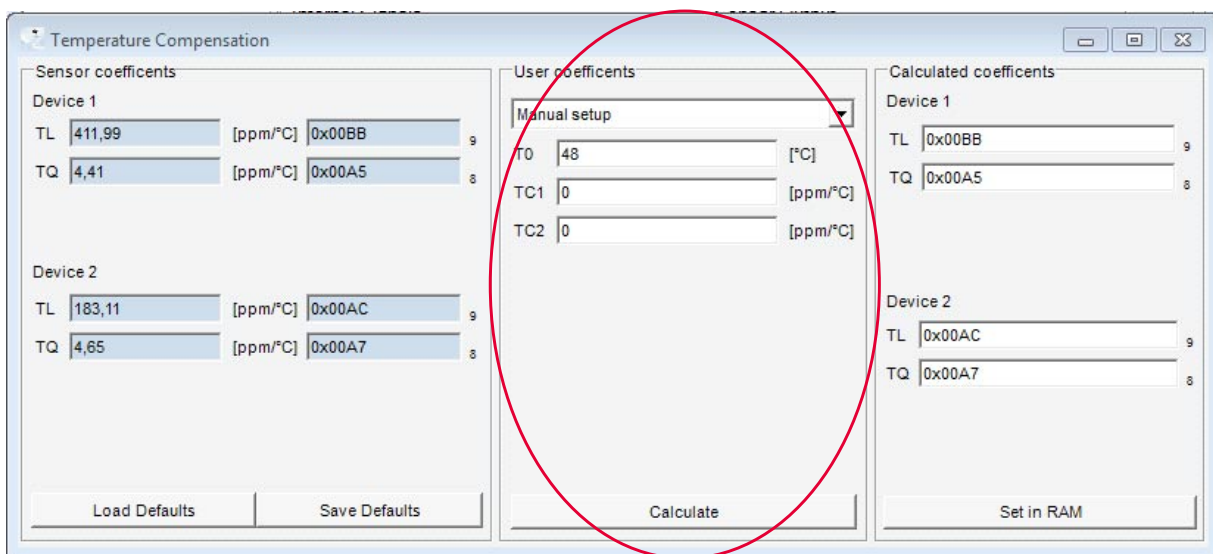 Temperature Compensation
Sensor coefficents
Device 1
TL 411,99 [ppm/°C] 0x00BB 9
TQ 4,41 [ppm/°C] 0x00A5 8
Device 2
TL 183,11 [ppm/°C] 0x00AC 9
TQ 4,65 [ppm/°C] 0x00A7 8
Load Defaults Save Defaults
User coefficents
Manual setup
T0 48 [°C]
TC1 0 [ppm/°C]
TC2 0 [ppm/°C]
Calculate
Calculated coefficents
Device 1
TL 0x00BB 9
TQ 0x00A5 8
Device 2
TL 0x00AC 9
TQ 0x00A7 8
Set in RAM